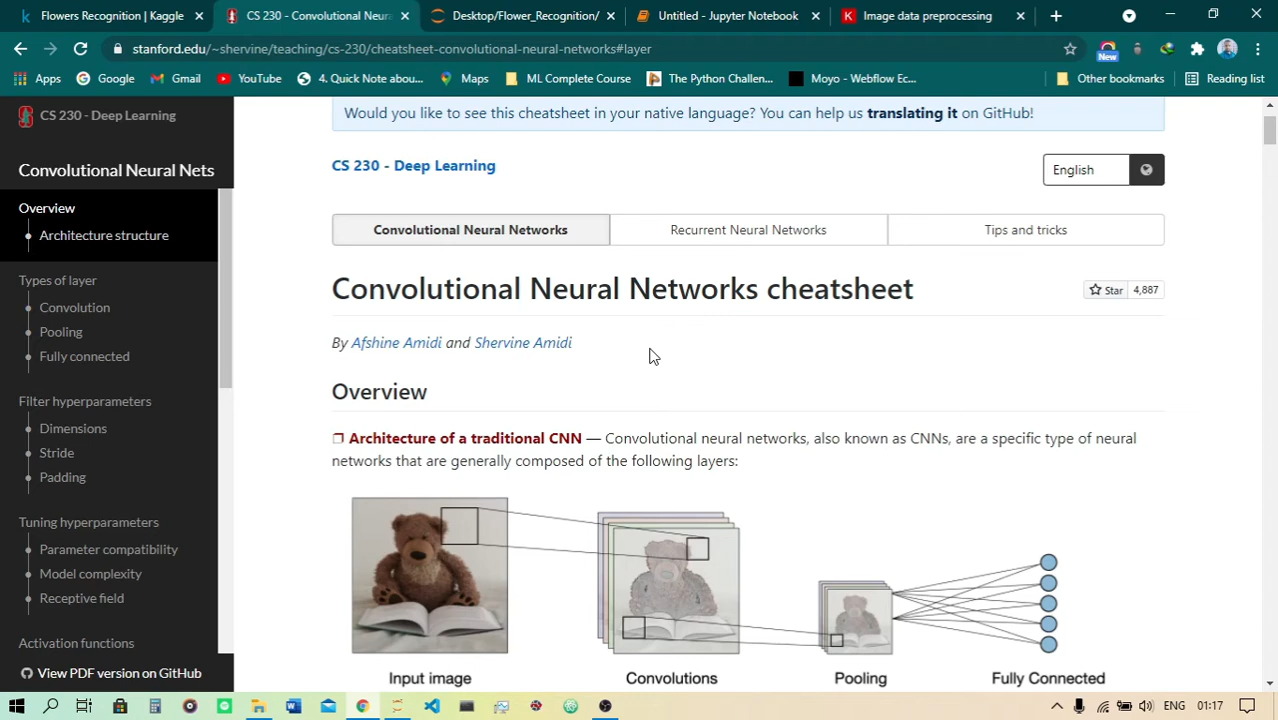 Flowers Recognition | Kaggle
CS 230 - Convolutional Neura
Desktop/Flower_Recognition/
Untitled - Jupyter Notebook
Image data preprocessing
stanford.edu/~shervine/teaching/cs-230/cheatsheet-convolutional-neural-networks#layer
New
Apps
Google
Gmail
YouTube
4. Quick Note abou...
Maps
ML Complete Course
The Python Challen...
Moyo - Webflow Ec...
Other bookmarks
Reading list
CS 230 - Deep Learning
Convolutional Neural Nets
Overview
Architecture structure
Types of layer
Convolution
Pooling
Fully connected
Filter hyperparameters
Dimensions
Stride
Padding
Tuning hyperparameters
Parameter compatibility
Model complexity
Receptive field
Activation functions
View PDF version on GitHub
Would you like to see this cheatsheet in your native language? You can help us translating it on GitHub!
CS 230 - Deep Learning
English
Convolutional Neural Networks
Recurrent Neural Networks
Tips and tricks
Convolutional Neural Networks cheatsheet
Star 4,887
By Afshine Amidi and Shervine Amidi
Overview
❒ Architecture of a traditional CNN — Convolutional neural networks, also known as CNNs, are a specific type of neural
networks that are generally composed of the following layers:
Input image
Convolutions
Pooling
Fully Connected
ENG
01:17